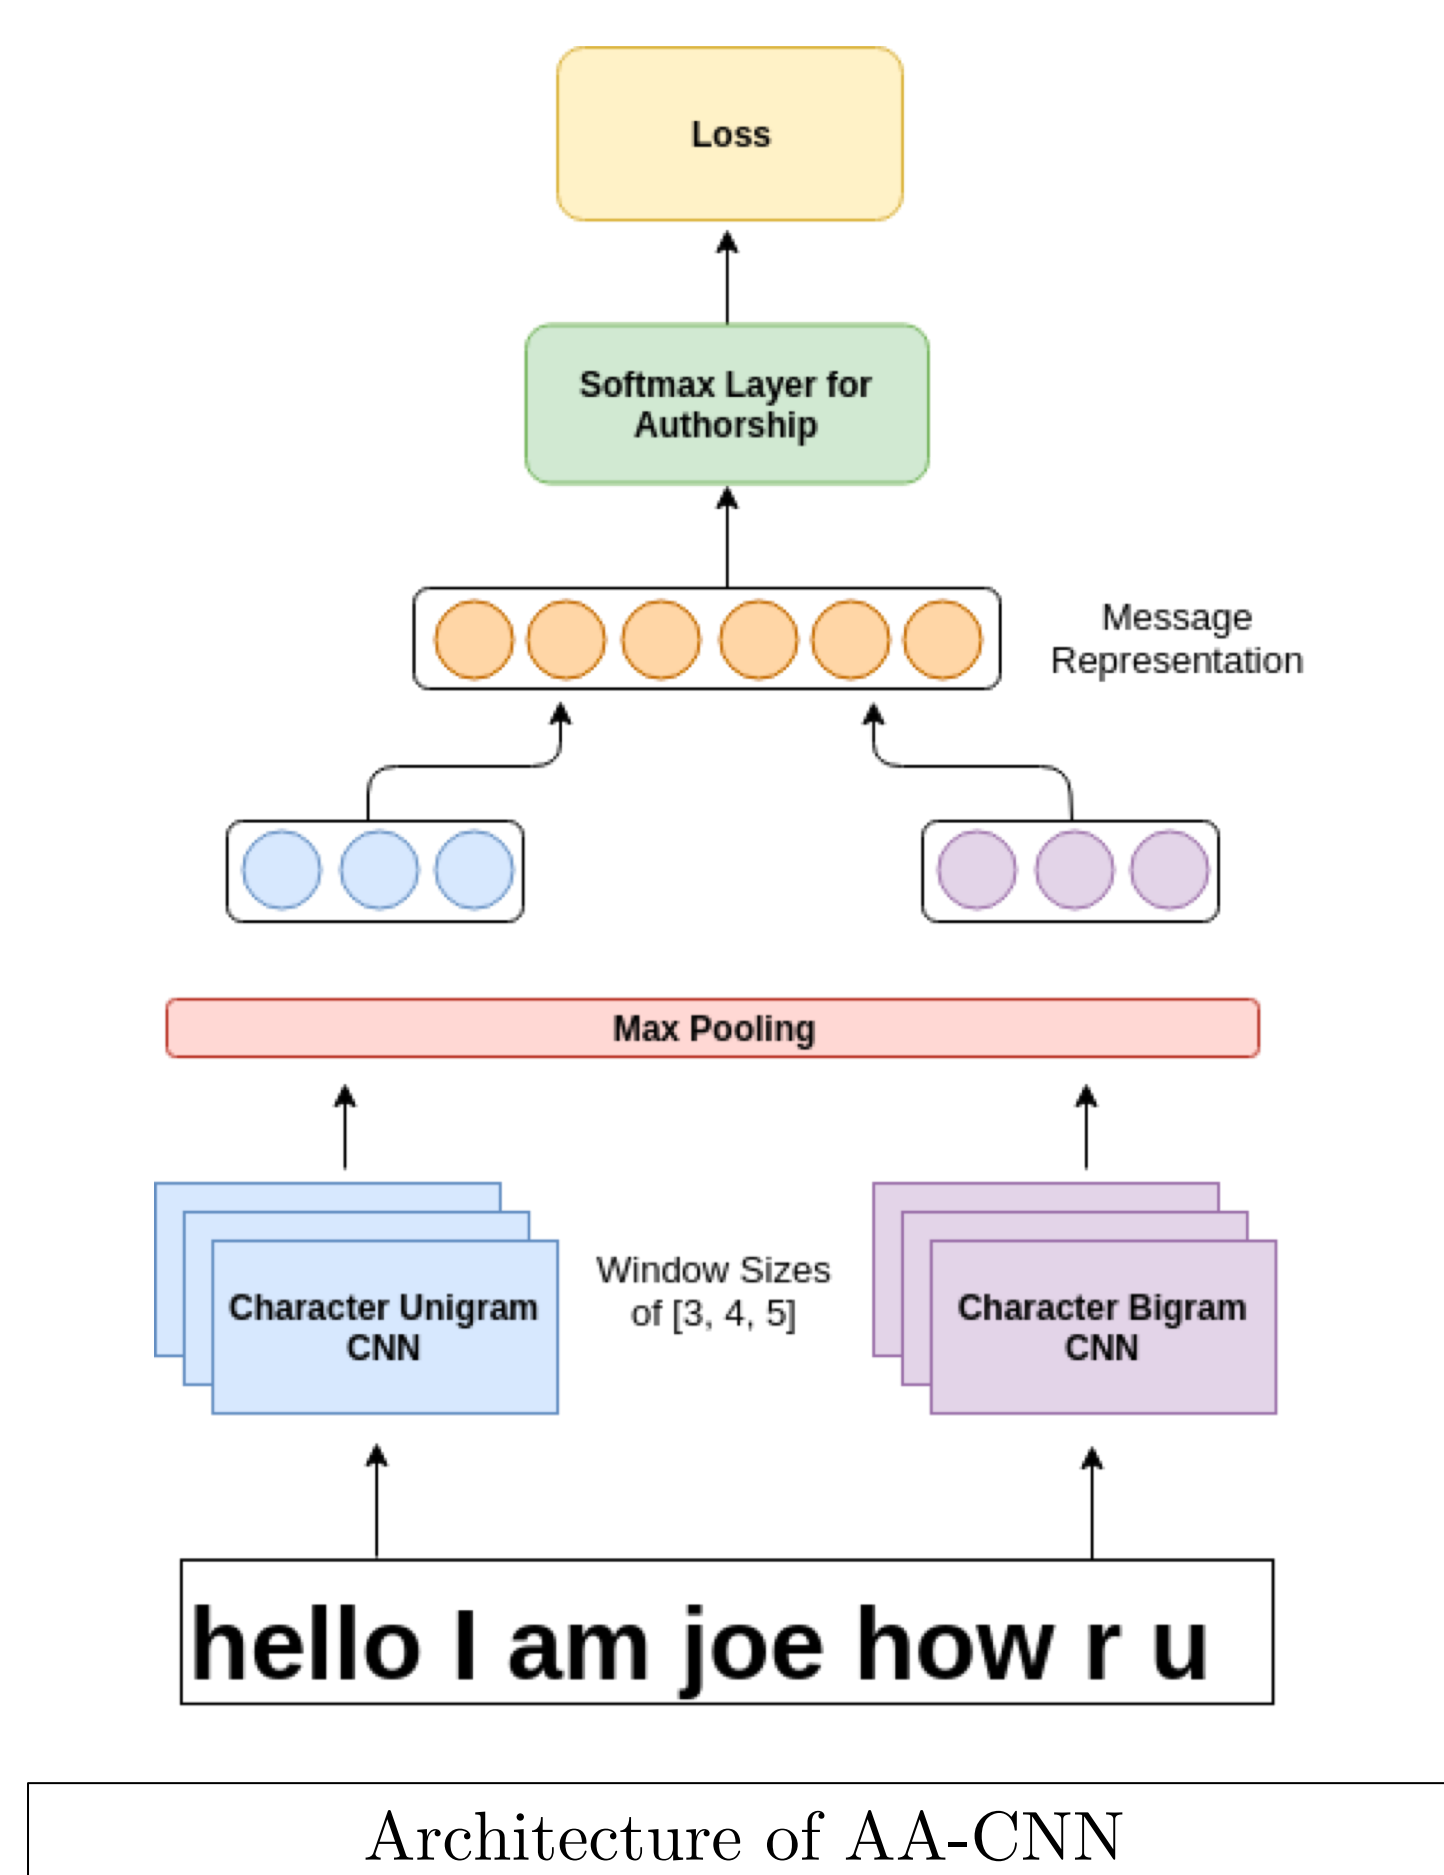 Loss
Softmax Layer for
Authorship
Message
Representation
Max Pooling
Character Unigram
CNN
Window Sizes
of [3, 4, 5]
Character Bigram
CNN
hello I am joe how r u
Architecture of AA-CNN